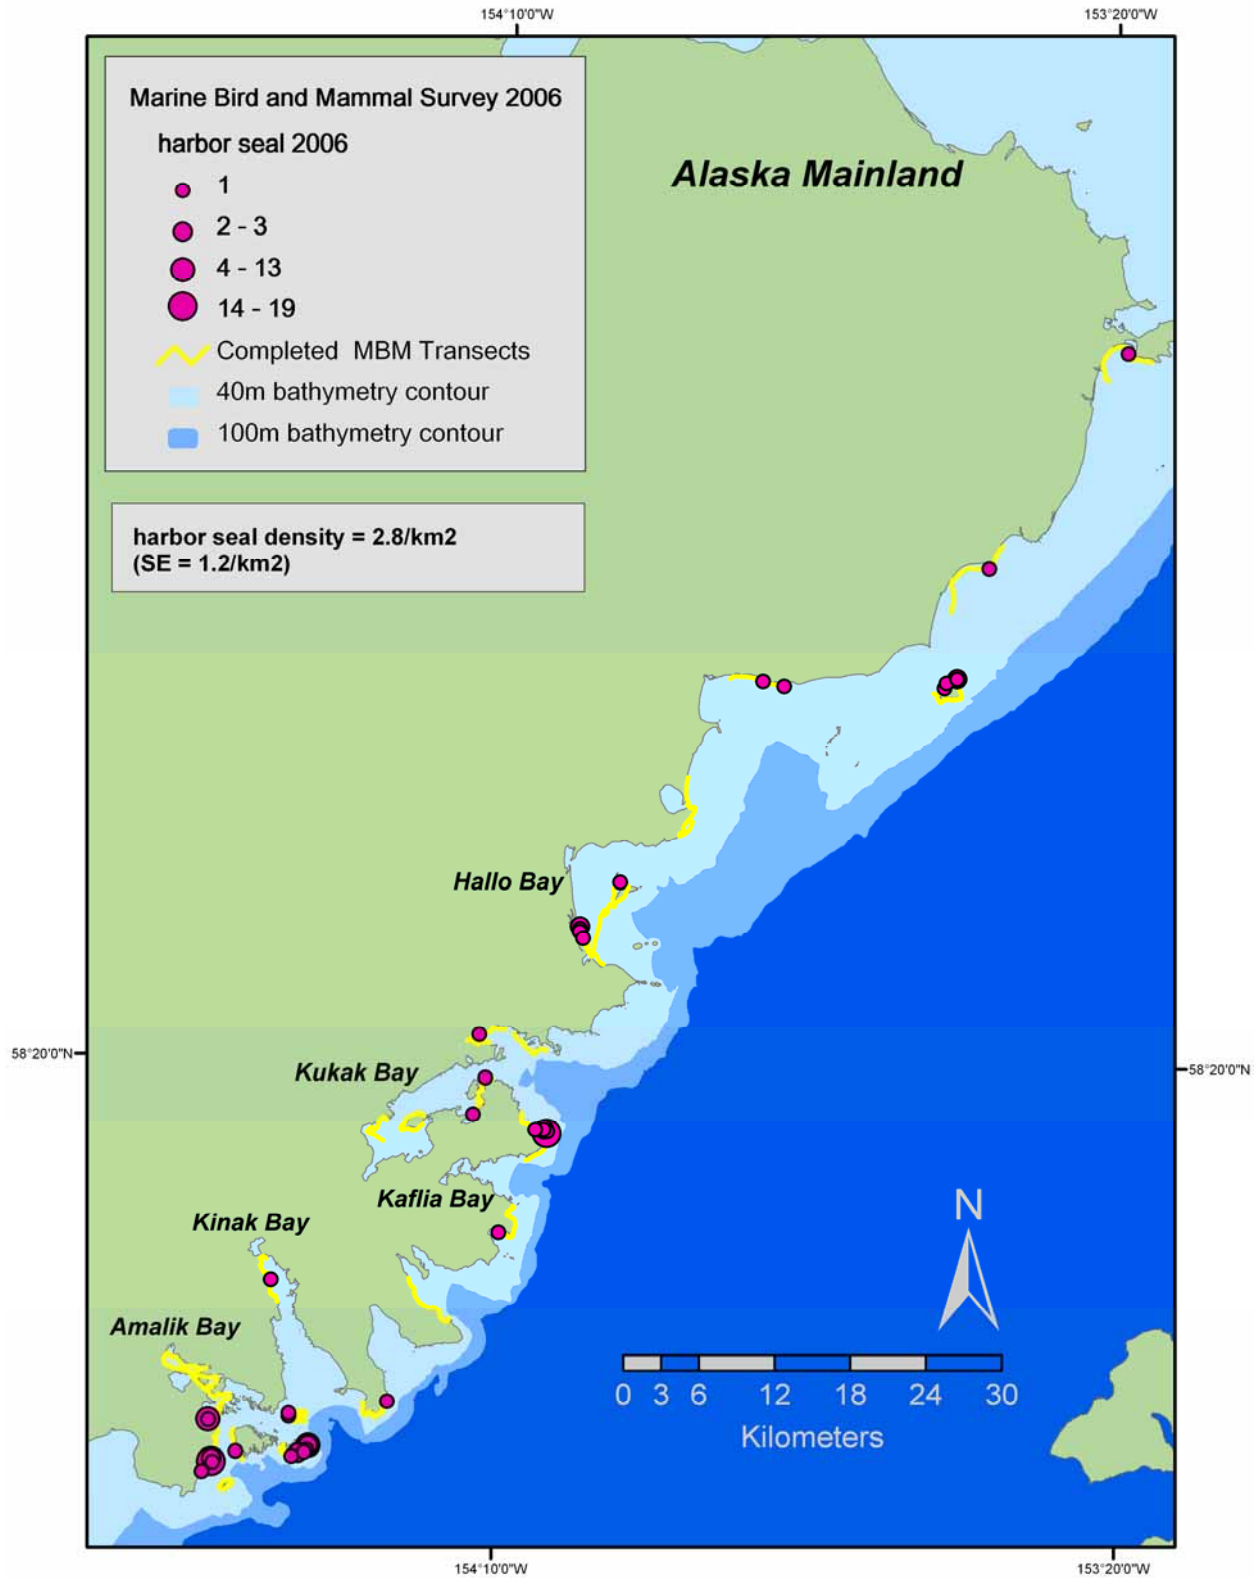 154°10'0"W
153°20'0"W
Marine Bird and Mammal Survey 2006
harbor seal 2006
1
2 - 3
4 - 13
14 - 19
Completed MBM Transects
40m bathymetry contour
100m bathymetry contour
Alaska Mainland
harbor seal density = 2.8/km2
(SE = 1.2/km2)
Hallo Bay
58°20'0"N
58°20'0"N
Kukak Bay
Kaflia Bay
Kinak Bay
N
Amalik Bay
0 3 6 12 18 24 30
Kilometers
154°10'0"W
153°20'0"W